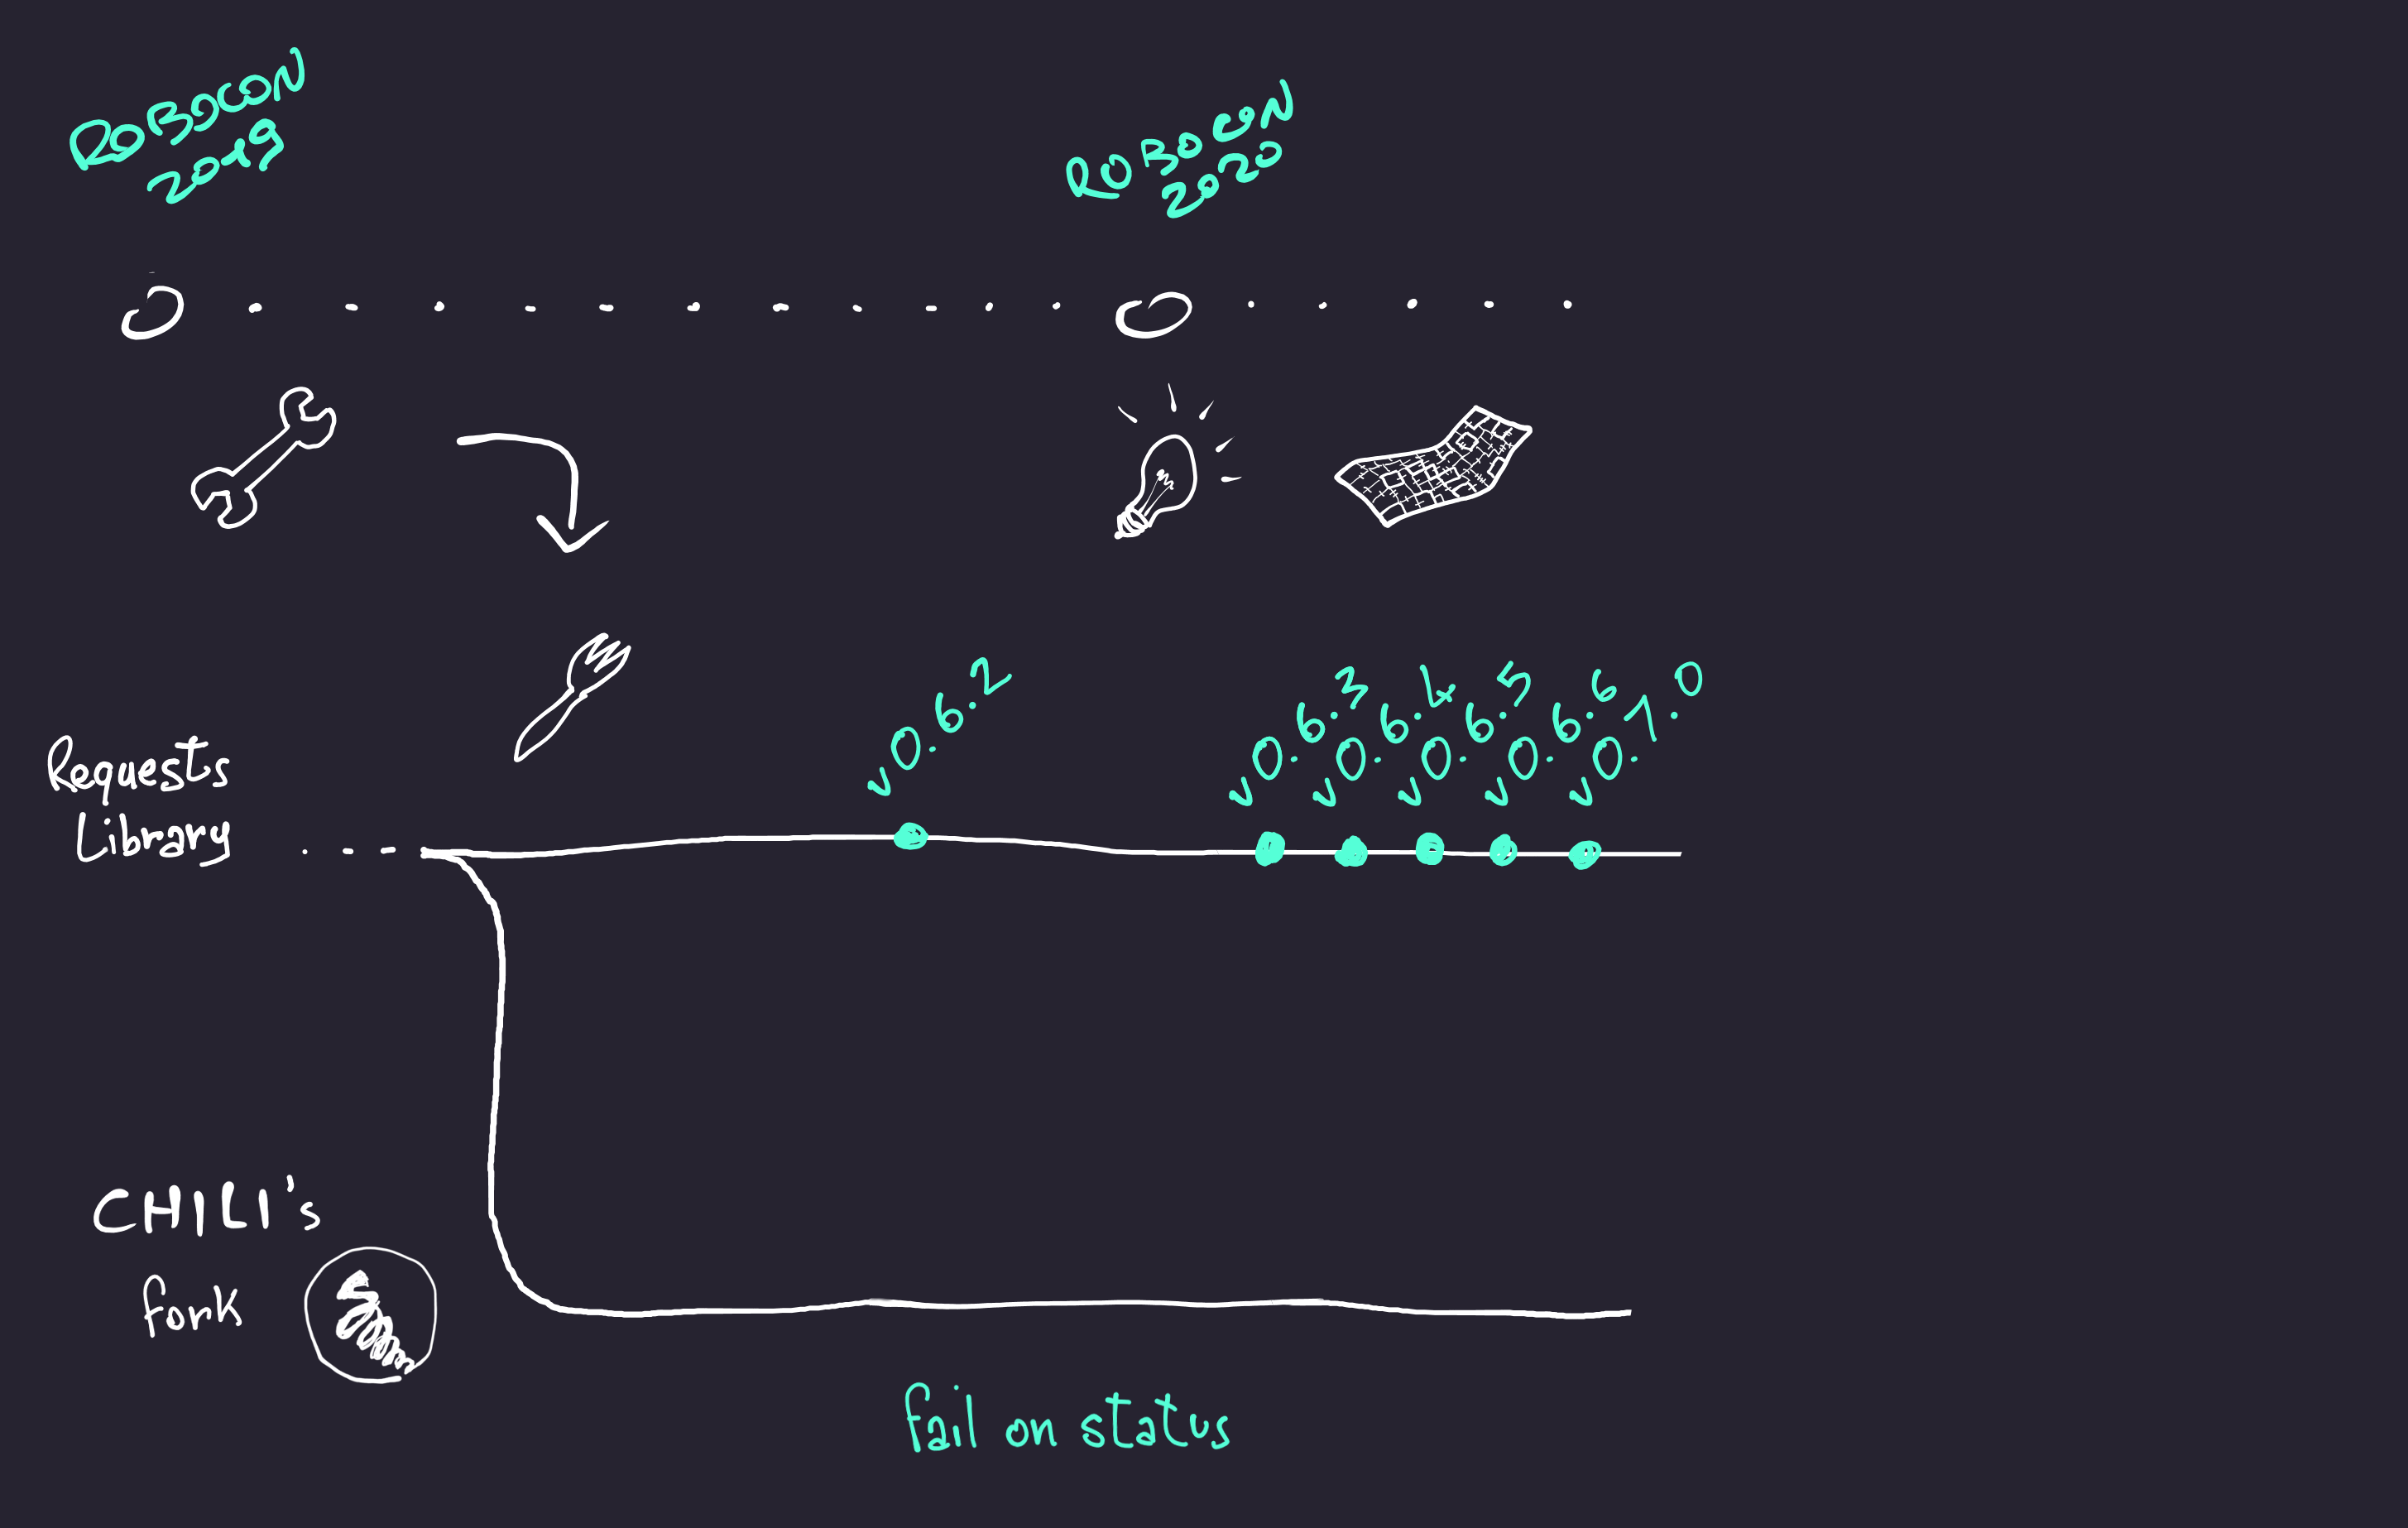 ROBOCON
2019
ROBOCON
2020
v0.6.2
v0.6.3
v0.6.4
v0.6.5
v0.6.6
v0.7.0
Requests
Library
CHILI's
fork
fail on status